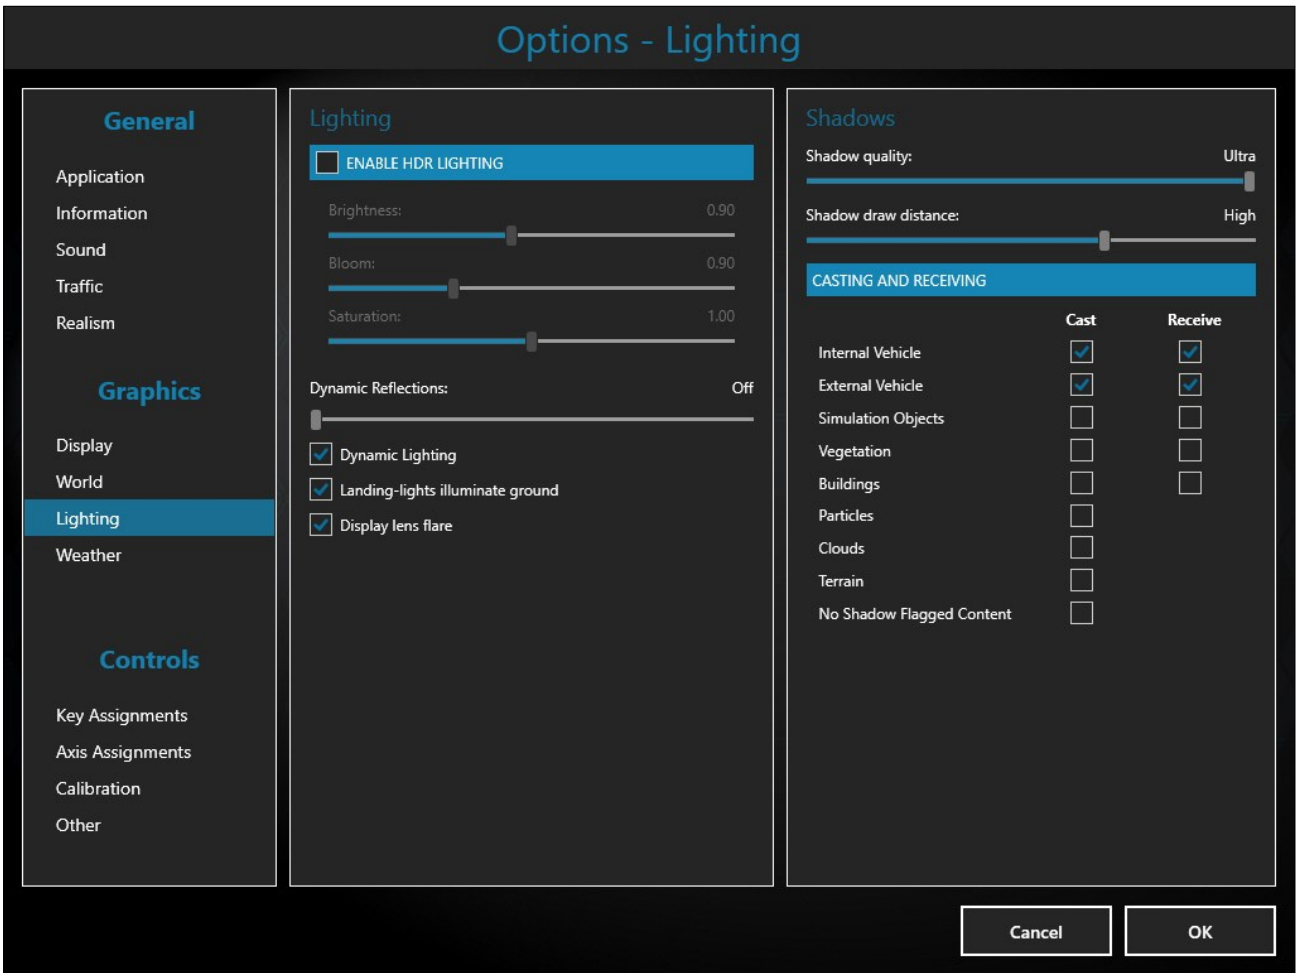 Options - Lighting
General
Application
Information
Sound
Traffic
Realism
Graphics
Display
World
Lighting
Weather
Controls
Key Assignments
Axis Assignments
Calibration
Other
Lighting
ENABLE HDR LIGHTING
Brightness: 0.90
Bloom: 0.90
Saturation: 1.00
Dynamic Reflections: Off
Dynamic Lighting
Landing-lights illuminate ground
Display lens flare
Shadows
Shadow quality: Ultra
Shadow draw distance: High
CASTING AND RECEIVING
Cast Receive
Internal Vehicle
External Vehicle
Simulation Objects
Vegetation
Buildings
Particles
Clouds
Terrain
No Shadow Flagged Content
Cancel OK